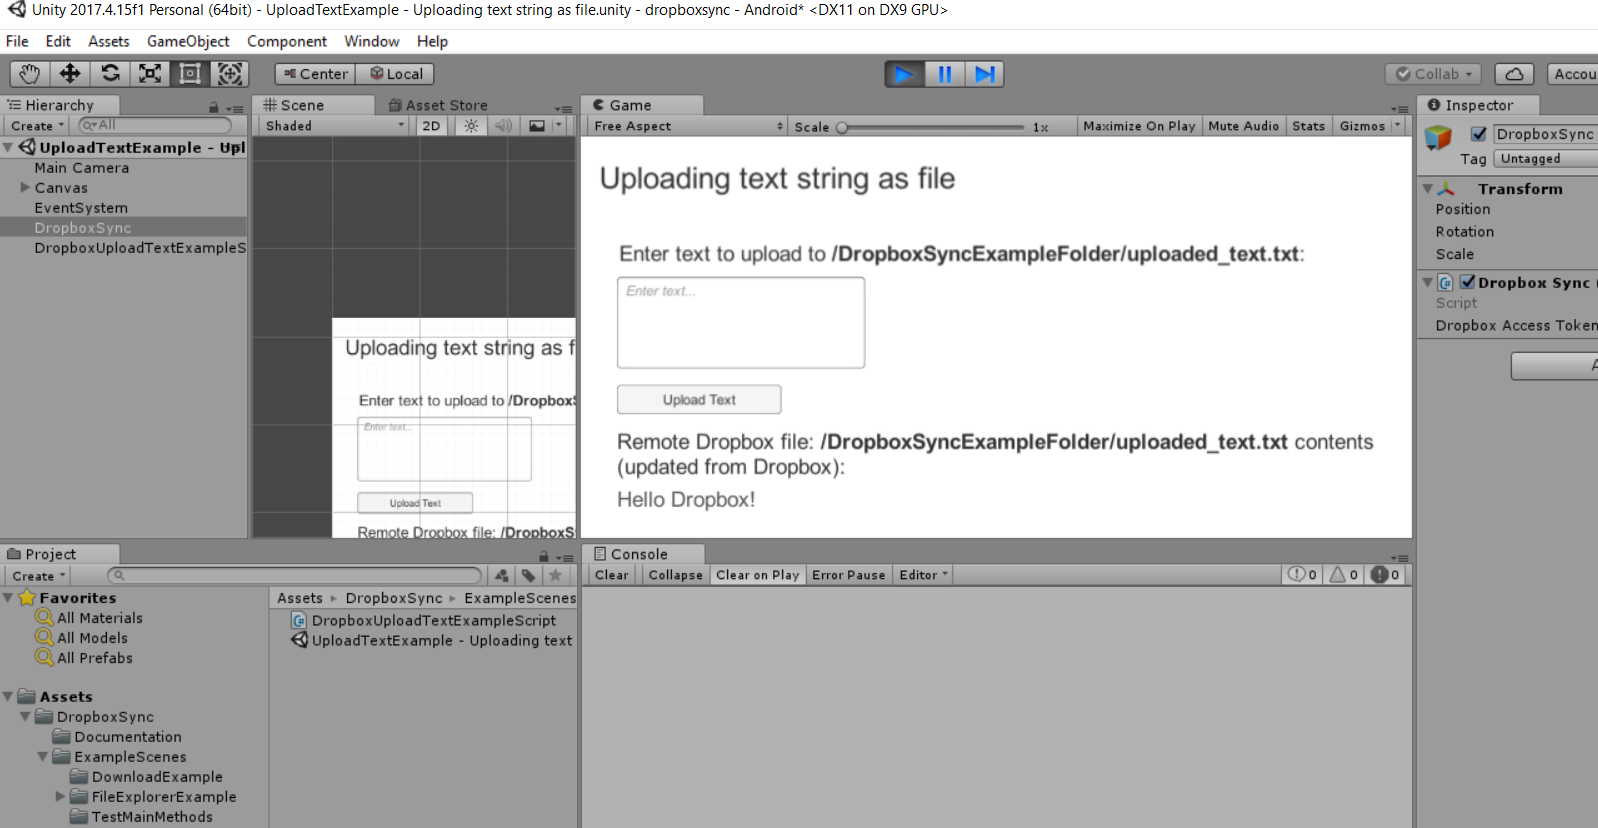 Unity 2017.4.15f1 Personal (64bit) - UploadTextExample - Uploading text string as file.unity - dropboxsync - Android* <DX11 on DX9 GPU>
File Edit Assets GameObject Component Window Help
Center Local Collab Accou
Hierarchy
Create All
UploadTextExample - Upl
Main Camera
Canvas
EventSystem
DropboxSync
DropboxUploadTextExampleS
Scene Asset Store
Shaded 2D
Uploading text string as f
Enter text to upload to /Dropbox
Enter text...
Upload Text
Remote Dropbox file: /DropboxS
Game
Free Aspect Scale 1x Maximize On Play Mute Audio Stats Gizmos
Uploading text string as file
Enter text to upload to /DropboxSyncExampleFolder/uploaded_text.txt:
Enter text...
Upload Text
Remote Dropbox file: /DropboxSyncExampleFolder/uploaded_text.txt contents
(updated from Dropbox):
Hello Dropbox!
Inspector
DropboxSync
Tag Untagged
Transform
Position
Rotation
Scale
Dropbox Sync (
Script
Dropbox Access Token
A
Project
Create
Favorites
All Materials
All Models
All Prefabs
Assets
DropboxSync
Documentation
ExampleScenes
DownloadExample
FileExplorerExample
TestMainMethods
Assets DropboxSync ExampleScenes
DropboxUploadTextExampleScript
UploadTextExample - Uploading text
Console
Clear Collapse Clear on Play Error Pause Editor 0 0 0